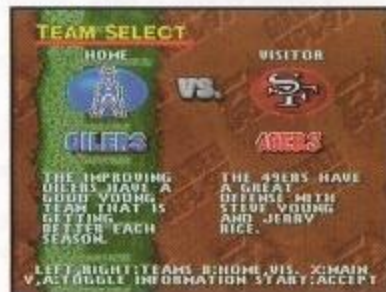 TEAM SELECT
HOME
VISITOR
VS.
SF
OILERS
49ERS
THE IMPROVING
OILERS HAVE A
GOOD YOUNG
TEAM THAT IS
GETTING
BETTER EACH
SEASON.
THE 49ERS HAVE
A GREAT
OFFENSE WITH
STEVE YOUNG
AND JERRY
RICE.
LEFT/RIGHT:TEAMS B:HOME,VIS. X:MAIN
Y,A:TOGGLE INFORMATION START:ACCEPT